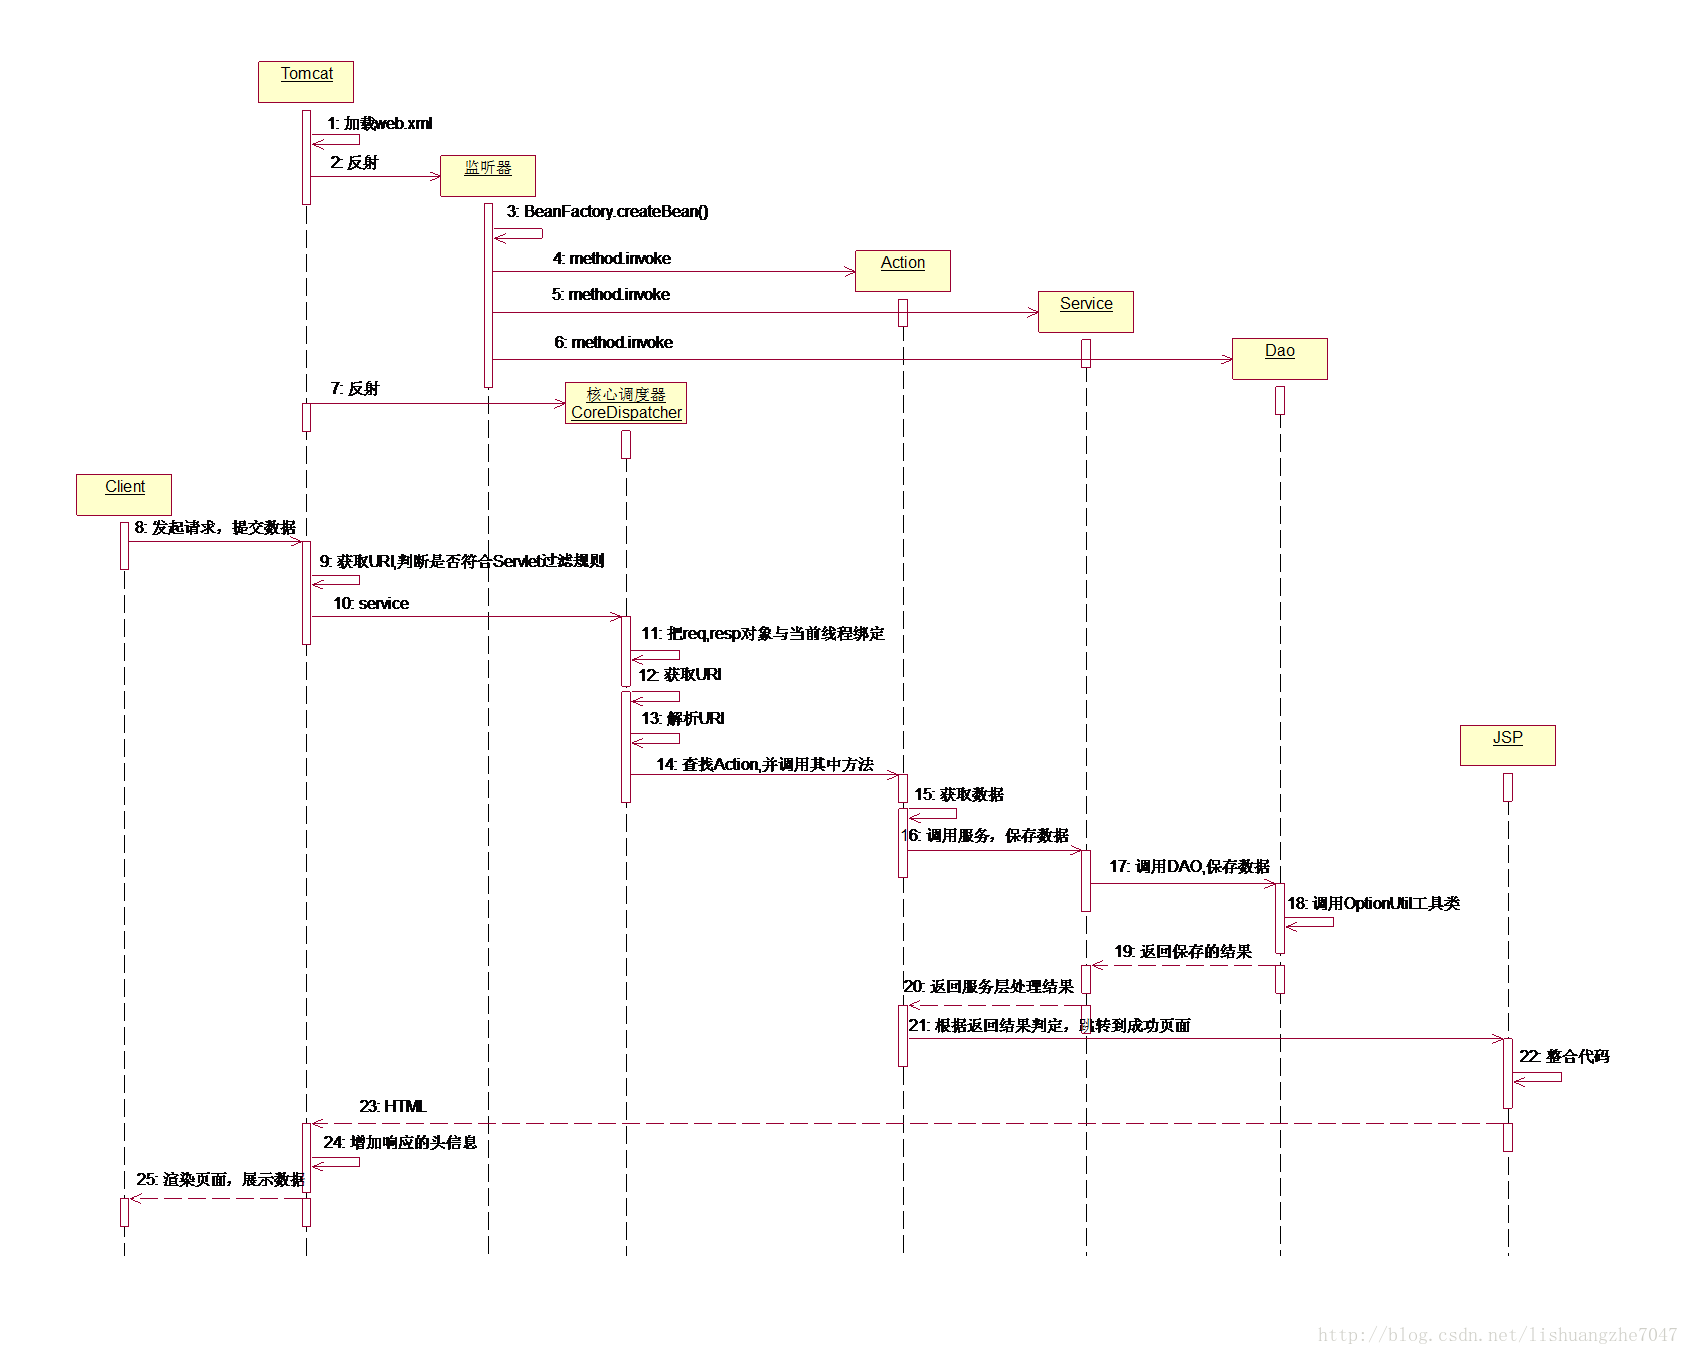 Tomcat
1: 加载web.xml
2: 反射
监听器
3: BeanFactory.createBean()
4: method.invoke
Action
5: method.invoke
Service
6: method.invoke
Dao
7: 反射
核心调度器
CoreDispatcher
Client
8: 发起请求，提交数据
9: 获取URI,判断是否符合Servlet过滤规则
10: service
11: 把req,resp对象与当前线程绑定
12: 获取URI
13: 解析URI
JSP
14: 查找Action,并调用其中方法
15: 获取数据
16: 调用服务，保存数据
17: 调用DAO,保存数据
18: 调用OptionUtil工具类
19: 返回保存的结果
20: 返回服务层处理结果
21: 根据返回结果判定，跳转到成功页面
22: 整合代码
23: HTML
24: 增加响应的头信息
25: 渲染页面，展示数据
http://blog.csdn.net/lishuangzhe7047